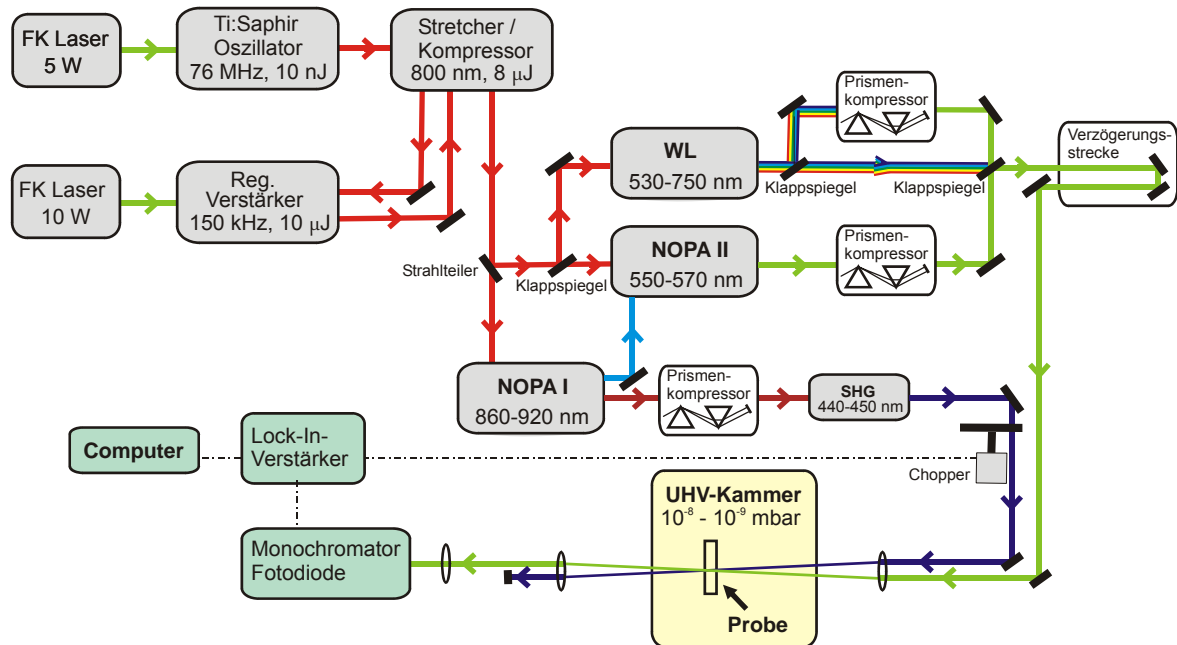 FK Laser
5 W
Ti:Saphir
Oszillator
76 MHz, 10 nJ
Stretcher /
Kompressor
800 nm, 8 µJ
FK Laser
10 W
Reg.
Verstärker
150 kHz, 10 µJ
Strahlteiler
Klappspiegel
WL
530-750 nm
Klappspiegel
Klappspiegel
Prismen-
kompressor
Verzögerungs-
strecke
NOPA II
550-570 nm
Prismen-
kompressor
NOPA I
860-920 nm
Prismen-
kompressor
SHG
440-450 nm
Computer
Lock-In-
Verstärker
Chopper
UHV-Kammer
10⁻⁸ - 10⁻⁹ mbar
Monochromator
Fotodiode
Probe